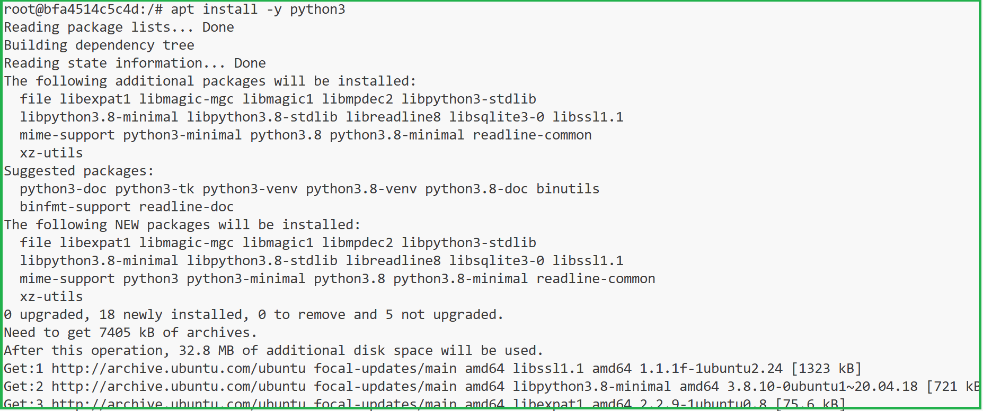 root@bfa4514c5c4d:/# apt install -y python3
Reading package lists... Done
Building dependency tree
Reading state information... Done
The following additional packages will be installed:
  file libexpat1 libmagic-mgc libmagic1 libmpdec2 libpython3-stdlib
  libpython3.8-minimal libpython3.8-stdlib libreadline8 libsqlite3-0 libssl1.1
  mime-support python3-minimal python3.8 python3.8-minimal readline-common
  xz-utils
Suggested packages:
  python3-doc python3-tk python3-venv python3.8-venv python3.8-doc binutils
  binfmt-support readline-doc
The following NEW packages will be installed:
  file libexpat1 libmagic-mgc libmagic1 libmpdec2 libpython3-stdlib
  libpython3.8-minimal libpython3.8-stdlib libreadline8 libsqlite3-0 libssl1.1
  mime-support python3 python3-minimal python3.8 python3.8-minimal readline-common
  xz-utils
0 upgraded, 18 newly installed, 0 to remove and 5 not upgraded.
Need to get 7405 kB of archives.
After this operation, 32.8 MB of additional disk space will be used.
Get:1 http://archive.ubuntu.com/ubuntu focal-updates/main amd64 libssl1.1 amd64 1.1.1f-1ubuntu2.24 [1323 kB]
Get:2 http://archive.ubuntu.com/ubuntu focal-updates/main amd64 libpython3.8-minimal amd64 3.8.10-0ubuntu1~20.04.18 [721 kB
Get:3 http://archive.ubuntu.com/ubuntu focal-updates/main amd64 libexpat1 amd64 2.2.9-1ubuntu0.8 [75.6 kB]